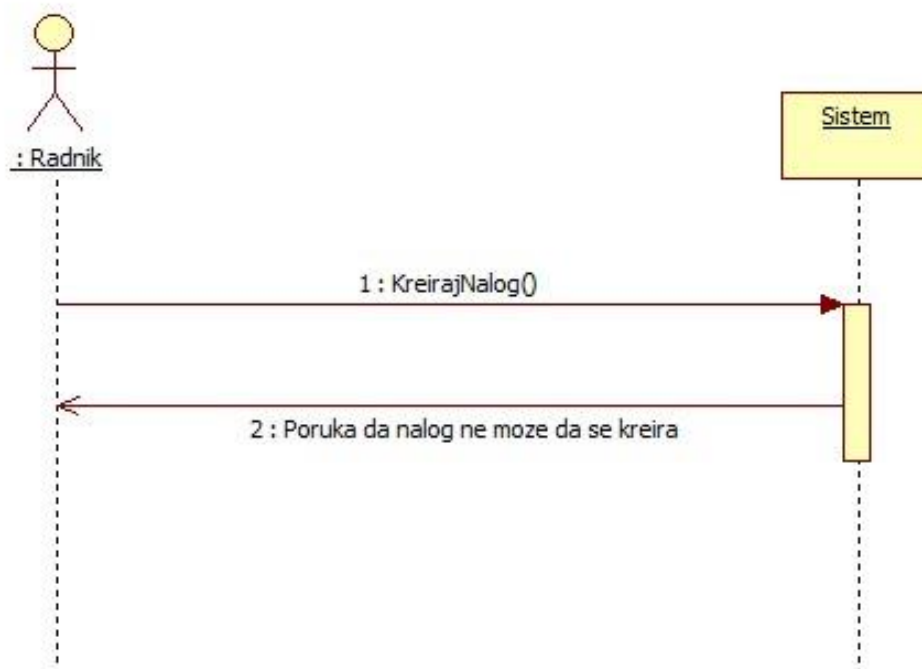 : Radnik
Sistem
1 : KreirajNalog()
2 : Poruka da nalog ne moze da se kreira